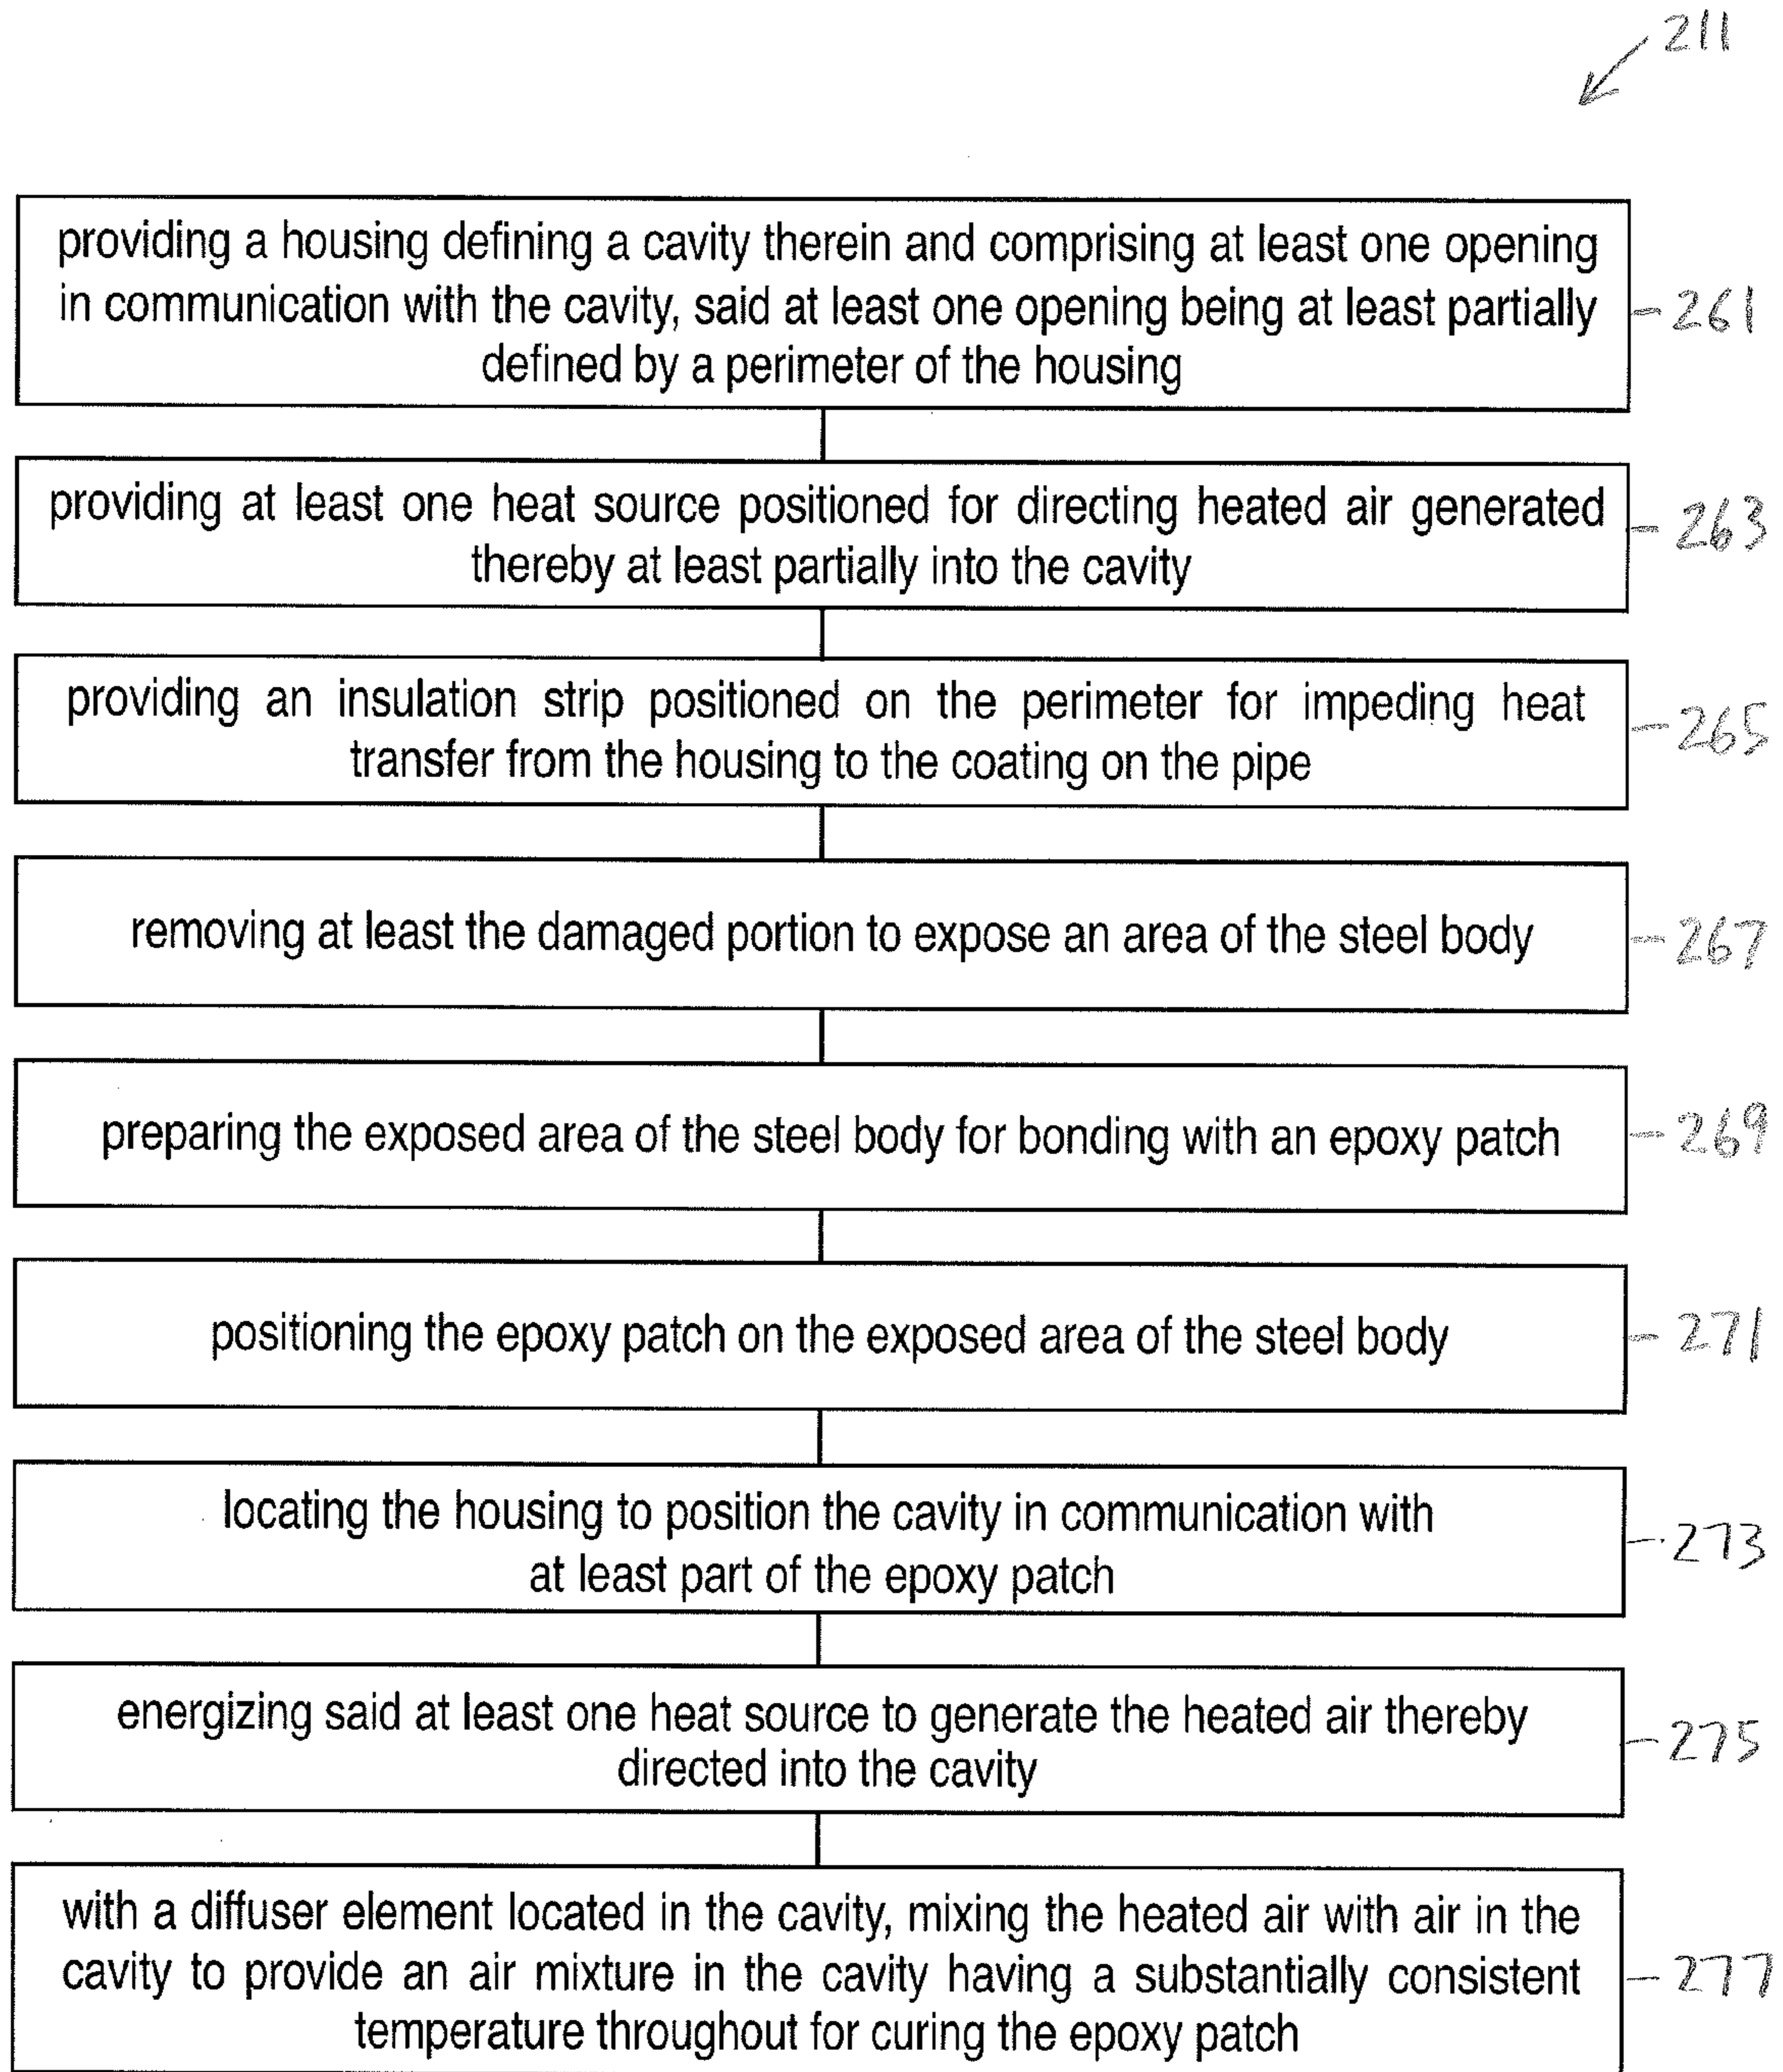 211
providing a housing defining a cavity therein and comprising at least one opening
in communication with the cavity, said at least one opening being at least partially
defined by a perimeter of the housing
261
providing at least one heat source positioned for directing heated air generated
thereby at least partially into the cavity
263
providing an insulation strip positioned on the perimeter for impeding heat
transfer from the housing to the coating on the pipe
265
removing at least the damaged portion to expose an area of the steel body
267
preparing the exposed area of the steel body for bonding with an epoxy patch
269
positioning the epoxy patch on the exposed area of the steel body
271
locating the housing to position the cavity in communication with
at least part of the epoxy patch
273
energizing said at least one heat source to generate the heated air thereby
directed into the cavity
275
with a diffuser element located in the cavity, mixing the heated air with air in the
cavity to provide an air mixture in the cavity having a substantially consistent
temperature throughout for curing the epoxy patch
277